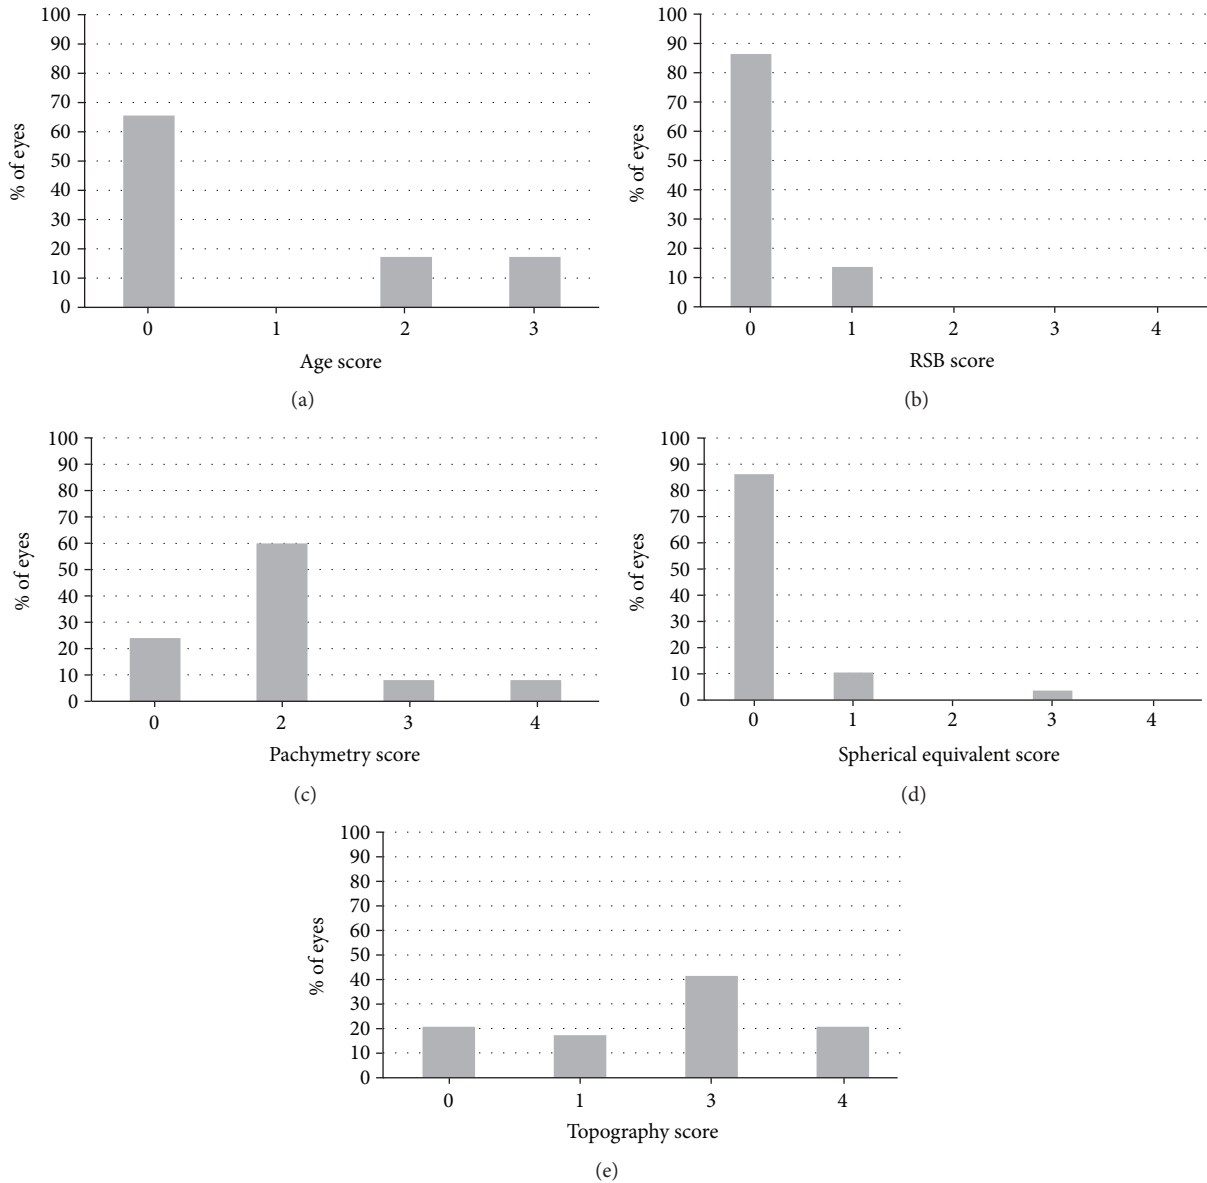 100
90
80
70
60
50
40
30
20
10
0
% of eyes
0 1 2 3
Age score
(a)
100
90
80
70
60
50
40
30
20
10
0
% of eyes
0 1 2 3 4
RSB score
(b)
100
90
80
70
60
50
40
30
20
10
0
% of eyes
0 2 3 4
Pachymetry score
(c)
100
90
80
70
60
50
40
30
20
10
0
% of eyes
0 1 2 3 4
Spherical equivalent score
(d)
100
90
80
70
60
50
40
30
20
10
0
% of eyes
0 1 3 4
Topography score
(e)